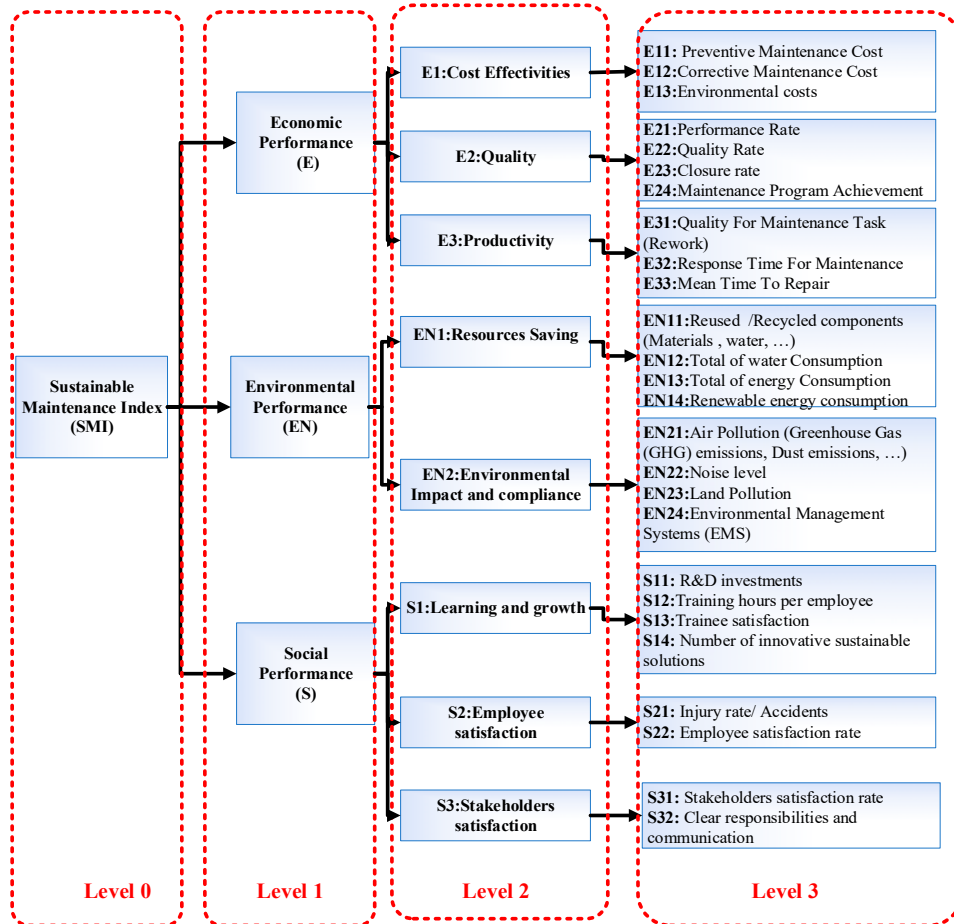 Sustainable
Maintenance Index
(SMI)
Economic
Performance
(E)
Environmental
Performance
(EN)
Social
Performance
(S)
E1:Cost Effectivities
E2:Quality
E3:Productivity
EN1:Resources Saving
EN2:Environmental
Impact and compliance
S1:Learning and growth
S2:Employee
satisfaction
S3:Stakeholders
satisfaction
E11: Preventive Maintenance Cost
E12:Corrective Maintenance Cost
E13:Environmental costs
E21:Performance Rate
E22:Quality Rate
E23:Closure rate
E24:Maintenance Program Achievement
E31:Quality For Maintenance Task
(Rework)
E32:Response Time For Maintenance
E33:Mean Time To Repair
EN11:Reused /Recycled components
(Materials , water, …)
EN12:Total of water Consumption
EN13:Total of energy Consumption
EN14:Renewable energy consumption
EN21:Air Pollution (Greenhouse Gas
(GHG) emissions, Dust emissions, …)
EN22:Noise level
EN23:Land Pollution
EN24:Environmental Management
Systems (EMS)
S11: R&D investments
S12:Training hours per employee
S13:Trainee satisfaction
S14: Number of innovative sustainable
solutions
S21: Injury rate/ Accidents
S22: Employee satisfaction rate
S31: Stakeholders satisfaction rate
S32: Clear responsibilities and
communication
Level 0
Level 1
Level 2
Level 3